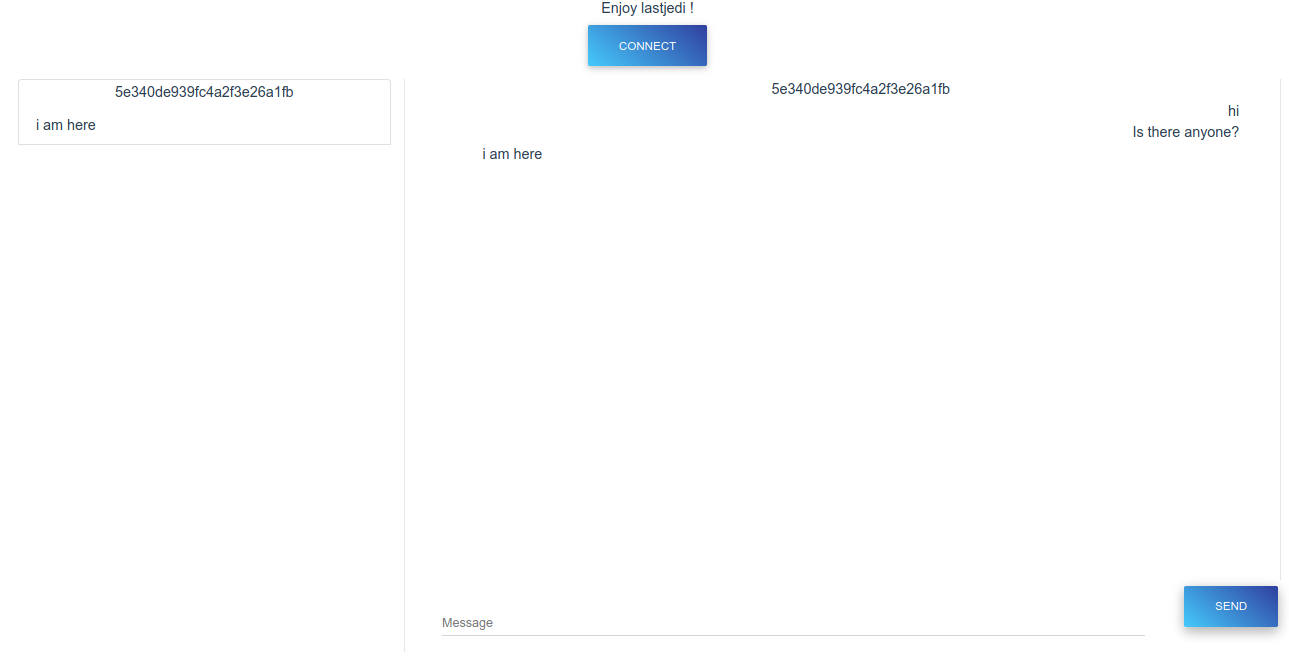 Enjoy lastjedi !
CONNECT
5e340de939fc4a2f3e26a1fb
i am here
5e340de939fc4a2f3e26a1fb
hi
Is there anyone?
i am here
Message
SEND